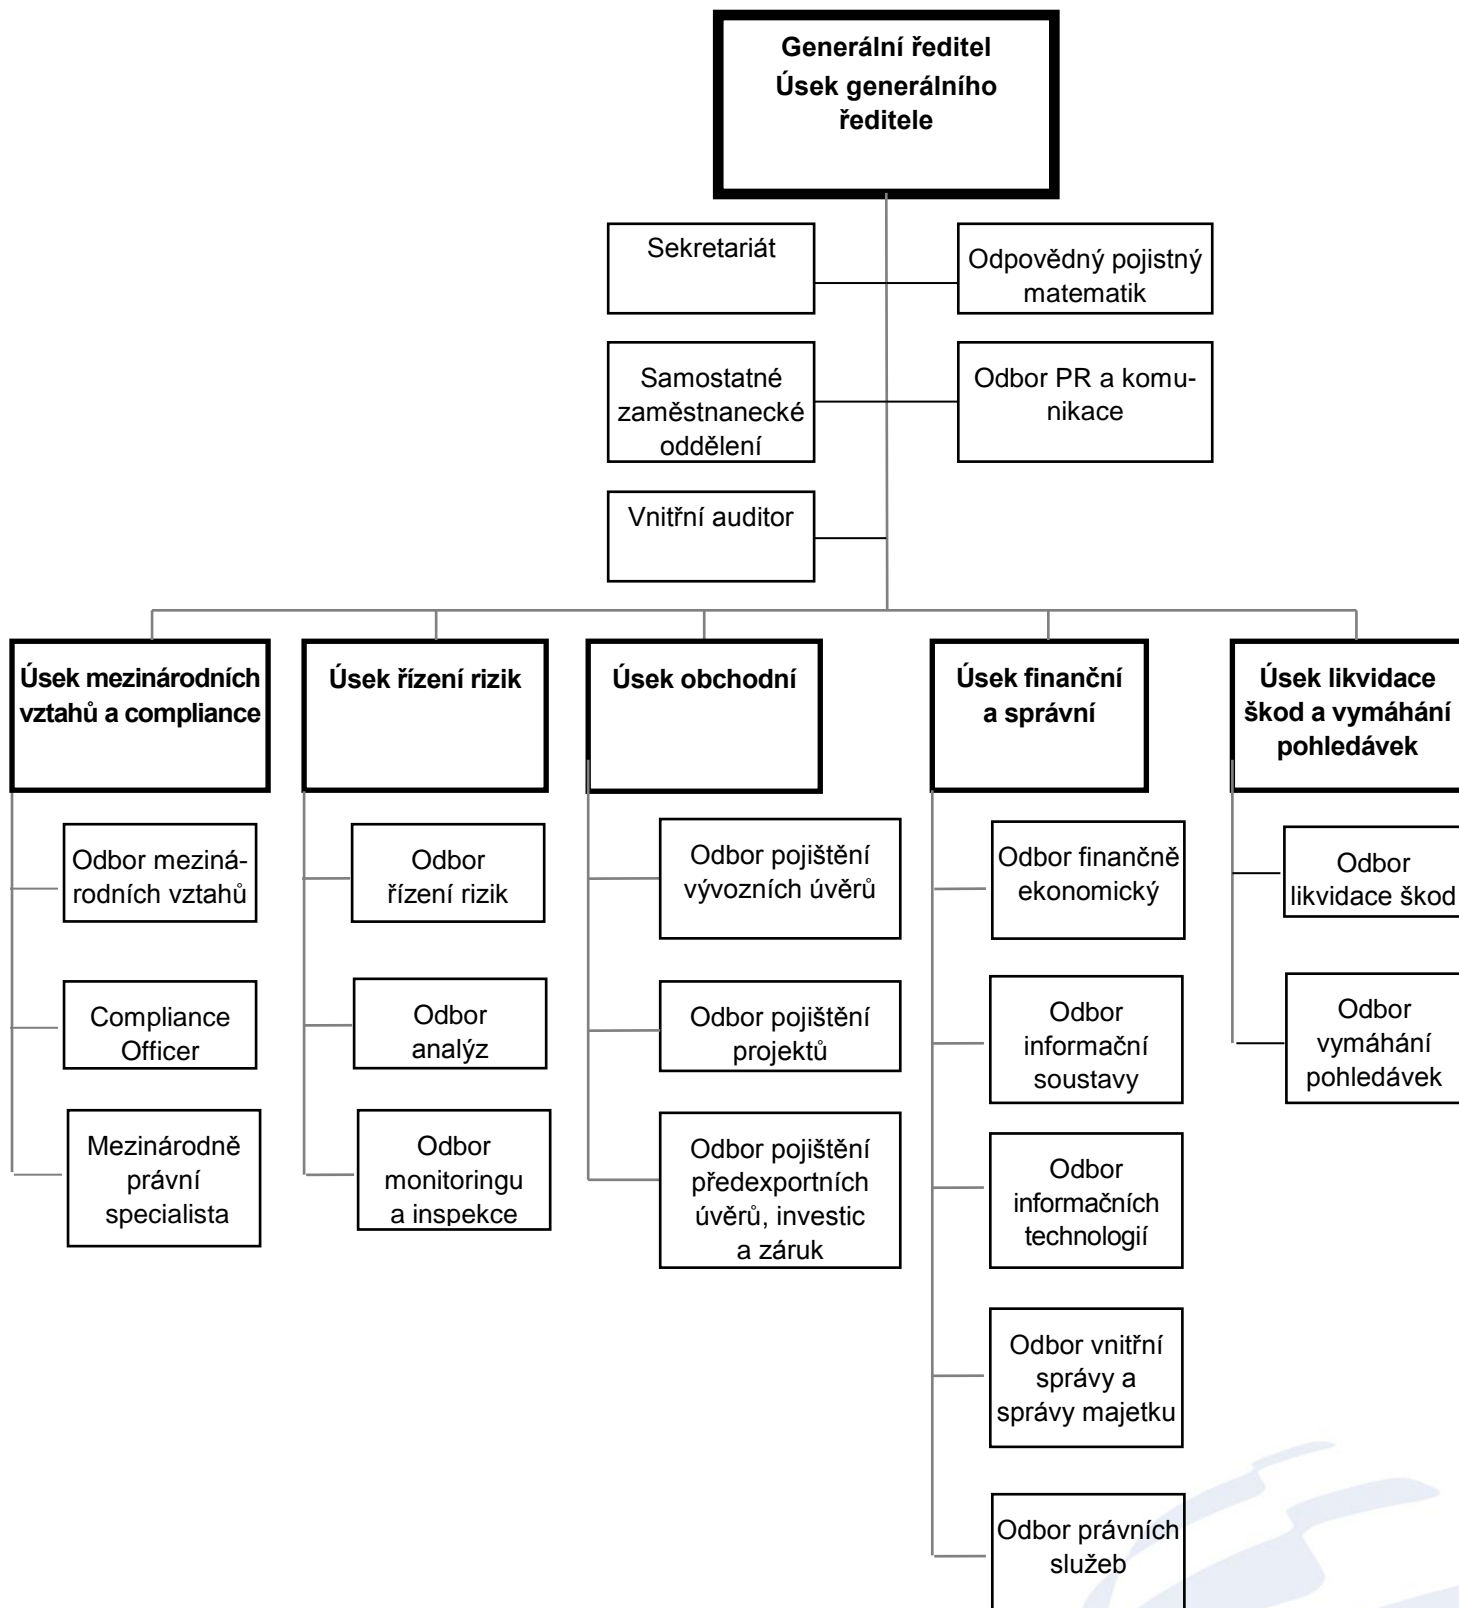 Generální ředitel
Úsek generálního
ředitele
Sekretariát
Odpovědný pojistný
matematik
Samostatné
zaměstnanecké
oddělení
Odbor PR a komu-
nikace
Vnitřní auditor
Úsek mezinárodních
vztahů a compliance
Úsek řízení rizik
Úsek obchodní
Úsek finanční
a správní
Úsek likvidace
škod a vymáhání
pohledávek
Odbor meziná-
rodních vztahů
Compliance
Officer
Mezinárodně
právní
specialista
Odbor
řízení rizik
Odbor
analýz
Odbor
monitoringu
a inspekce
Odbor pojištění
vývozních úvěrů
Odbor pojištění
projektů
Odbor pojištění
předexportních
úvěrů, investic
a záruk
Odbor finančně
ekonomický
Odbor
informační
soustavy
Odbor
informačních
technologií
Odbor vnitřní
správy a
správy majetku
Odbor právních
služeb
Odbor
likvidace škod
Odbor
vymáhání
pohledávek